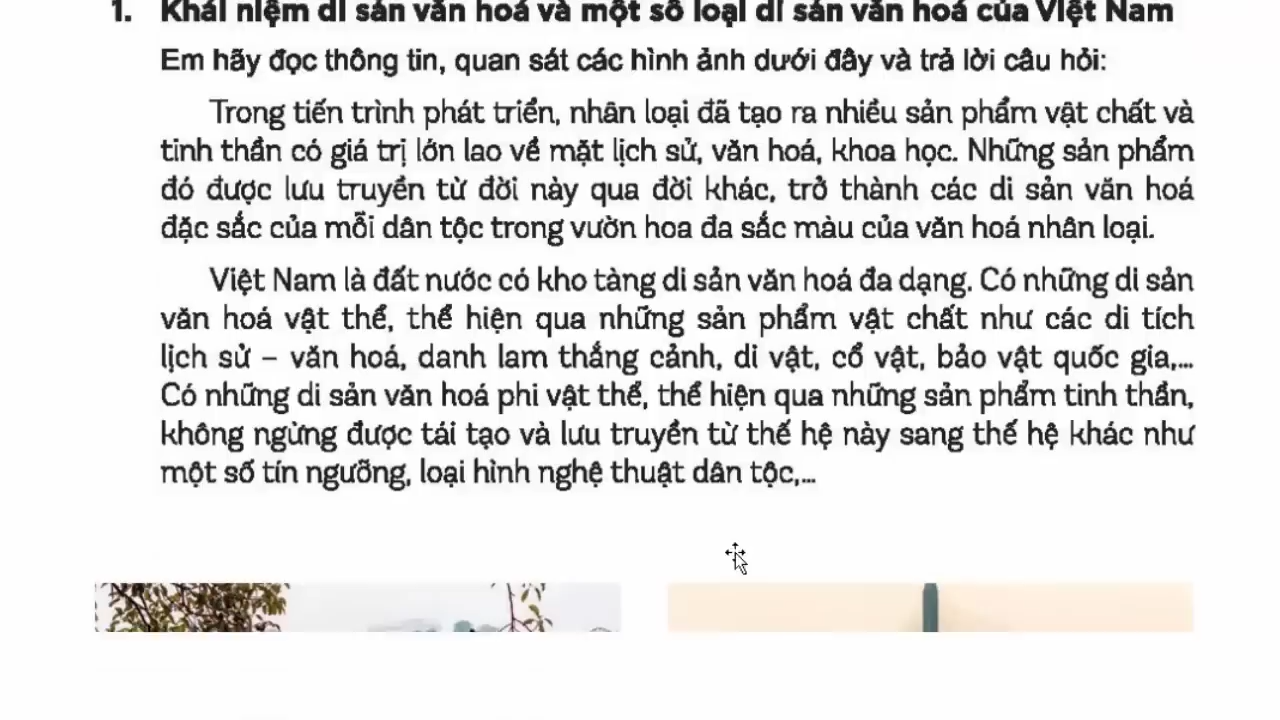 1. Khái niệm di sản văn hoá và một số loại di sản văn hoá của Việt Nam
Em hãy đọc thông tin, quan sát các hình ảnh dưới đây và trả lời câu hỏi:
Trong tiến trình phát triển, nhân loại đã tạo ra nhiều sản phẩm vật chất và
tinh thần có giá trị lớn lao về mặt lịch sử, văn hoá, khoa học. Những sản phẩm
đó được lưu truyền từ đời này qua đời khác, trở thành các di sản văn hoá
đặc sắc của mỗi dân tộc trong vườn hoa đa sắc màu của văn hoá nhân loại.
Việt Nam là đất nước có kho tàng di sản văn hoá đa dạng. Có những di sản
văn hoá vật thể, thể hiện qua những sản phẩm vật chất như các di tích
lịch sử – văn hoá, danh lam thắng cảnh, di vật, cổ vật, bảo vật quốc gia,...
Có những di sản văn hoá phi vật thể, thể hiện qua những sản phẩm tinh thần,
không ngừng được tái tạo và lưu truyền từ thế hệ này sang thế hệ khác như
một số tín ngưỡng, loại hình nghệ thuật dân tộc,...